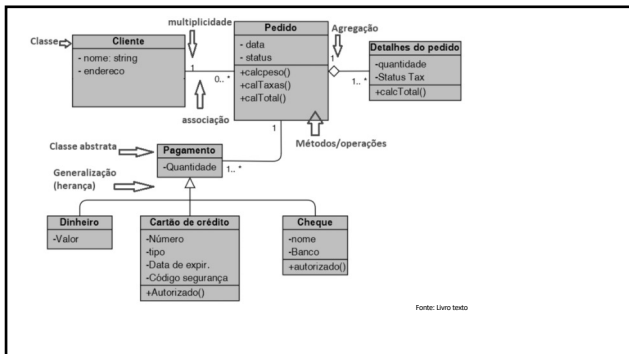 multiplicidade
Classe
Cliente
- nome: string
- endereco
1
0.. *
associação
Pedido
- data
- status
+calcpeso()
+calTaxas()
+calTotal()
Agregação
1
1.. *
Detalhes do pedido
-quantidade
-Status Tax
+calcTotal()
Métodos/operações
1
Classe abstrata
Pagamento
-Quantidade
1.. *
Generalização
(herança)
Dinheiro
-Valor
Cartão de crédito
-Número
-tipo
-Data de expir.
-Código segurança
+Autorizado()
Cheque
-nome
-Banco
+autorizado()
Fonte: Livro texto